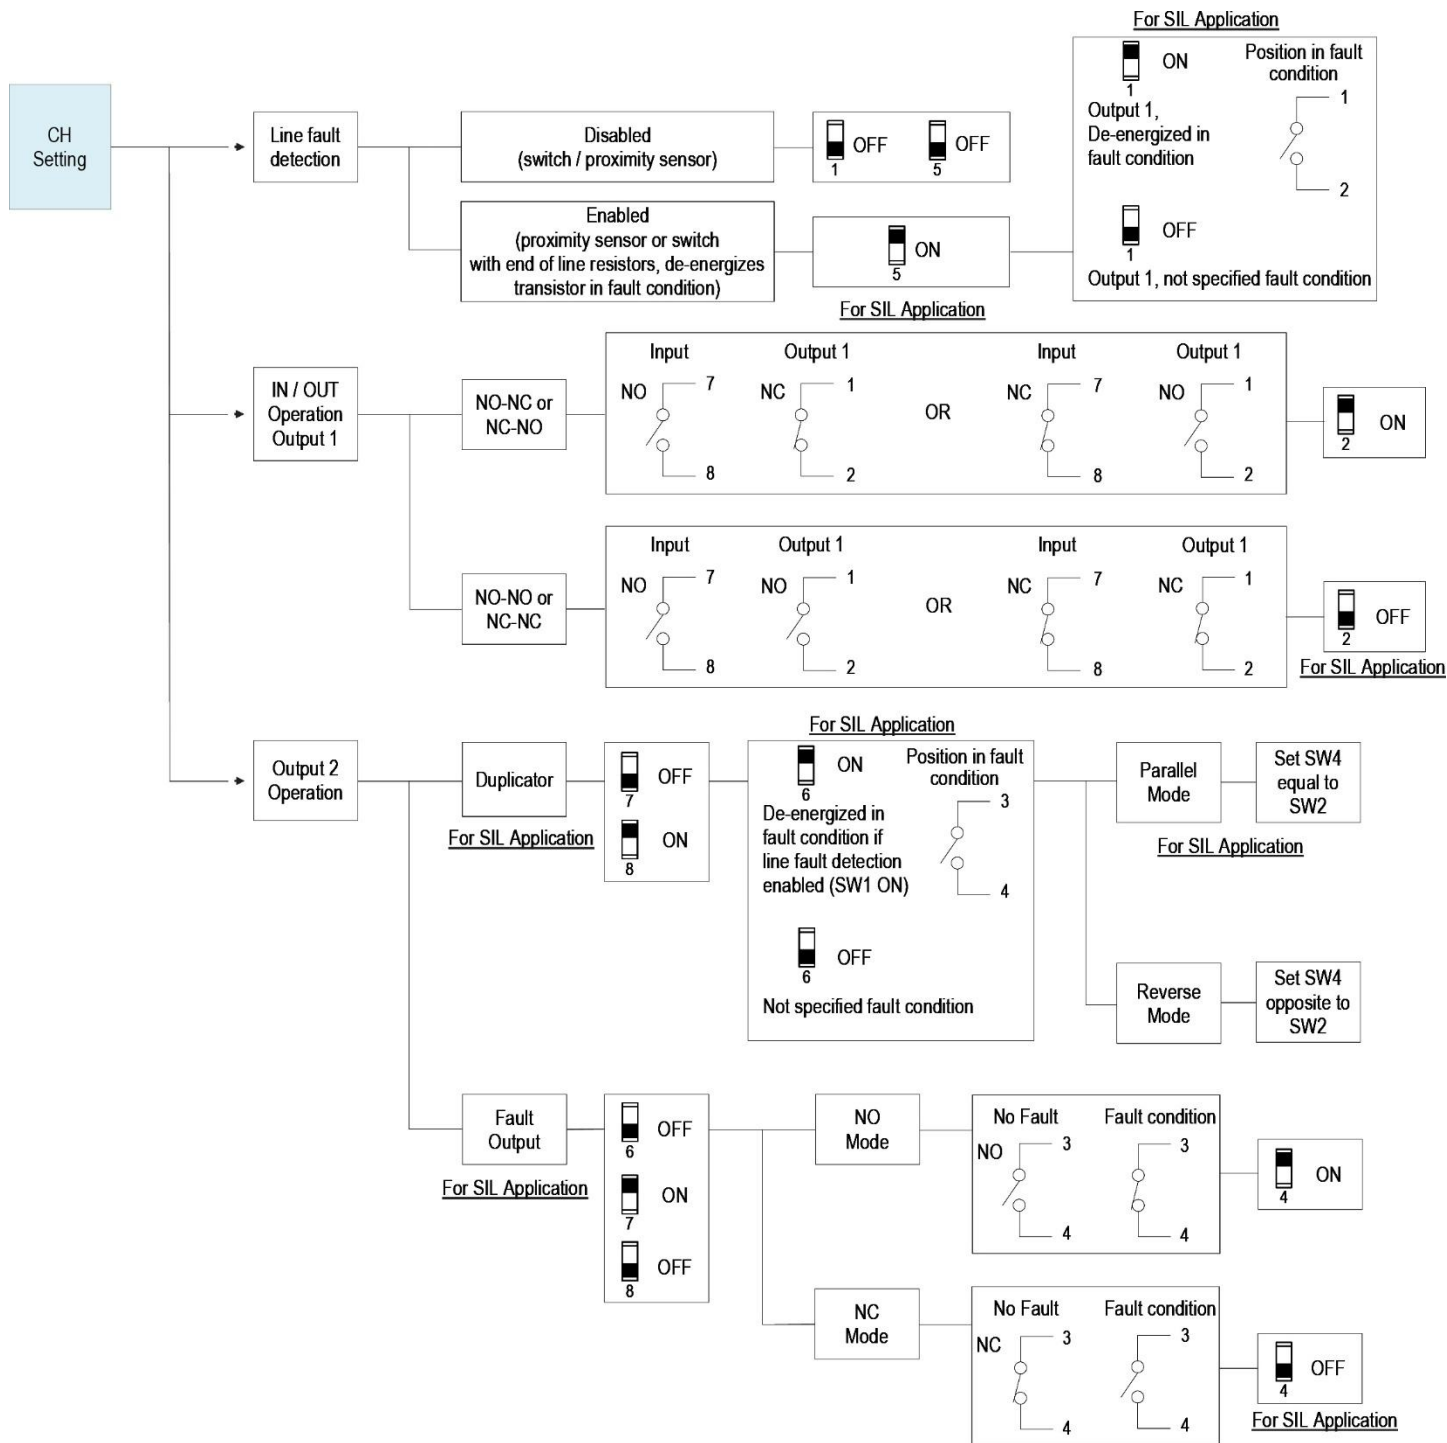 For SIL Application
CH
Setting
Line fault
detection
Disabled
(switch / proximity sensor)
OFF
OFF
1
5
Enabled
(proximity sensor or switch
with end of line resistors, de-energizes
transistor in fault condition)
ON
5
For SIL Application
ON
1
Output 1,
De-energized in
fault condition
Position in fault
condition
1
2
OFF
1
Output 1, not specified fault condition
IN / OUT
Operation
Output 1
NO-NC or
NC-NO
Input
Output 1
Input
Output 1
NO
7
NC
1
OR
NC
7
NO
1
8
2
8
2
ON
2
NO-NO or
NC-NC
Input
Output 1
Input
Output 1
NO
7
NO
1
OR
NC
7
NC
1
8
2
8
2
OFF
2
For SIL Application
Output 2
Operation
Duplicator
For SIL Application
OFF
7
ON
8
For SIL Application
ON
6
De-energized in
fault condition if
line fault detection
enabled (SW1 ON)
Position in fault
condition
3
4
OFF
6
Not specified fault condition
Parallel
Mode
Set SW4
equal to
SW2
For SIL Application
Reverse
Mode
Set SW4
opposite to
SW2
Fault
Output
For SIL Application
OFF
6
ON
7
OFF
8
NO
Mode
No Fault
Fault condition
NO
3
3
4
4
ON
4
NC
Mode
No Fault
Fault condition
NC
3
3
4
4
OFF
4
For SIL Application